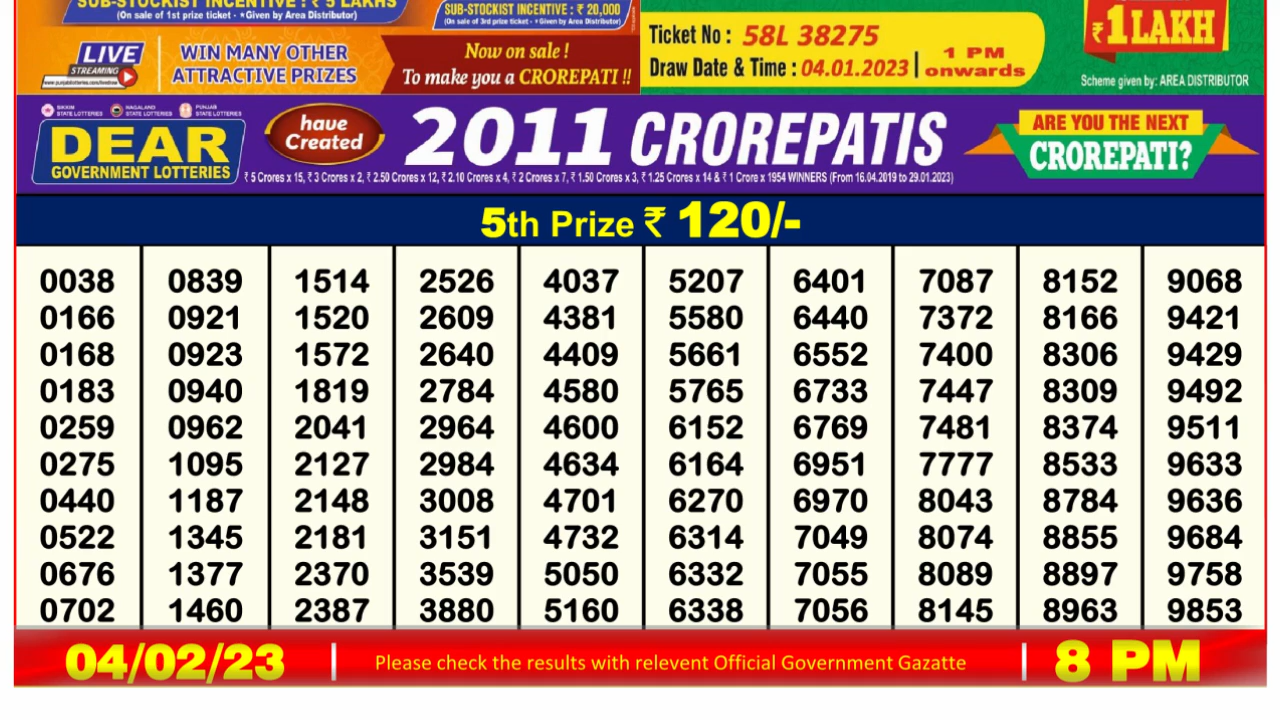 SUB-STOCKIST INCENTIVE : ₹ 5 LAKHS
(On sale of 1st prize ticket - *Given by Area Distributor)
SUB-STOCKIST INCENTIVE : ₹ 20,000
(On sale of 3rd prize ticket - *Given by Area Distributor)
LIVE
STREAMING
WIN MANY OTHER
ATTRACTIVE PRIZES
Now on sale !
To make you a CROREPATI !!
Ticket No : 58L 38275
Draw Date & Time : 04.01.2023 | 1 PM onwards
₹1 LAKH
Scheme given by: AREA DISTRIBUTOR
SIKKIM STATE LOTTERIES NAGALAND STATE LOTTERIES PUNJAB STATE LOTTERIES
DEAR
GOVERNMENT LOTTERIES
have
Created
2011 CROREPATIS
₹ 5 Crores x 15, ₹ 3 Crores x 2, ₹ 2.50 Crores x 12, ₹ 2.10 Crores x 4, ₹ 2 Crores x 7, ₹ 1.50 Crores x 3, ₹ 1.25 Crores x 14 & ₹ 1 Crore x 1954 WINNERS (From 16.04.2019 to 29.01.2023)
ARE YOU THE NEXT
CROREPATI?
5th Prize ₹ 120/-
0038 0839 1514 2526 4037 5207 6401 7087 8152 9068
0166 0921 1520 2609 4381 5580 6440 7372 8166 9421
0168 0923 1572 2640 4409 5661 6552 7400 8306 9429
0183 0940 1819 2784 4580 5765 6733 7447 8309 9492
0259 0962 2041 2964 4600 6152 6769 7481 8374 9511
0275 1095 2127 2984 4634 6164 6951 7777 8533 9633
0440 1187 2148 3008 4701 6270 6970 8043 8784 9636
0522 1345 2181 3151 4732 6314 7049 8074 8855 9684
0676 1377 2370 3539 5050 6332 7055 8089 8897 9758
0702 1460 2387 3880 5160 6338 7056 8145 8963 9853
04/02/23 | Please check the results with relevent Official Government Gazatte | 8 PM